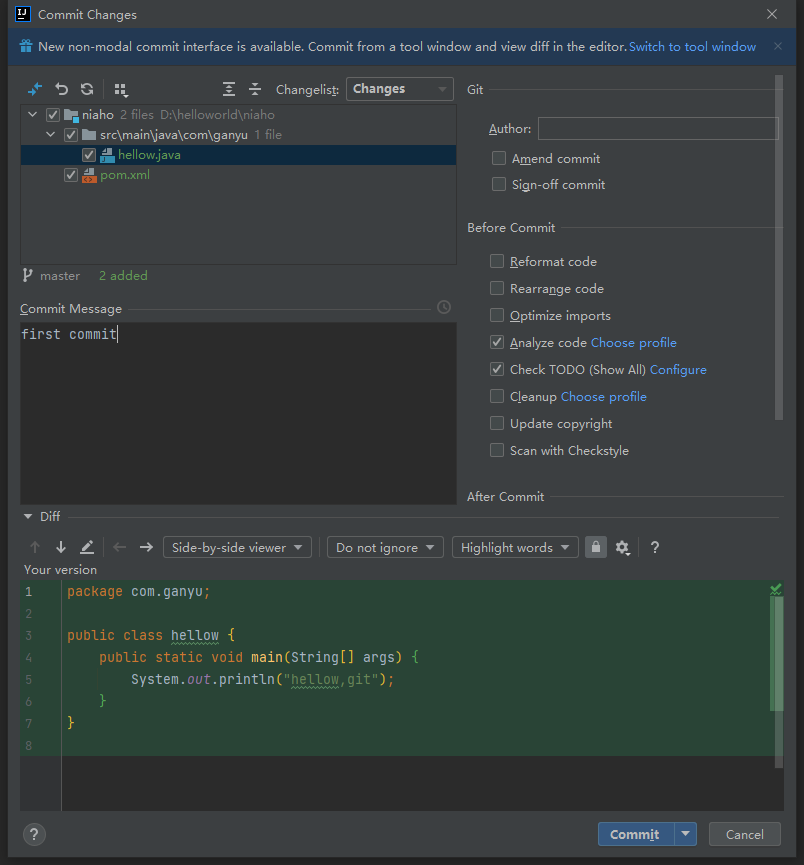 Commit Changes
New non-modal commit interface is available. Commit from a tool window and view diff in the editor. Switch to tool window
Changelist: Changes
niaho 2 files D:\helloworld\niaho
src\main\java\com\ganyu 1 file
hellow.java
pom.xml
master 2 added
Commit Message
first commit
Git
Author:
Amend commit
Sign-off commit
Before Commit
Reformat code
Rearrange code
Optimize imports
Analyze code Choose profile
Check TODO (Show All) Configure
Cleanup Choose profile
Update copyright
Scan with Checkstyle
After Commit
Diff
Side-by-side viewer Do not ignore Highlight words ?
Your version
1 package com.ganyu;
2
3 public class hellow {
4 public static void main(String[] args) {
5 System.out.println("hellow,git");
6 }
7 }
8
? Commit Cancel